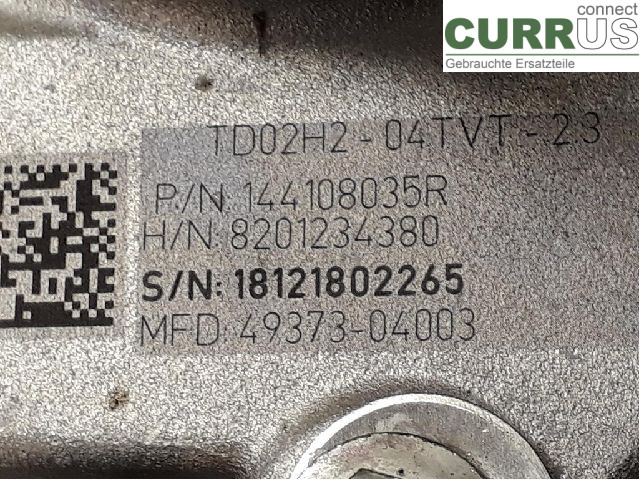 connect
CURRUS
Gebrauchte Ersatzteile
TD02H2-04TVT-2.3
P/N:144108035R
H/N:8201234380
S/N:18121802265
MFD:49373-04003